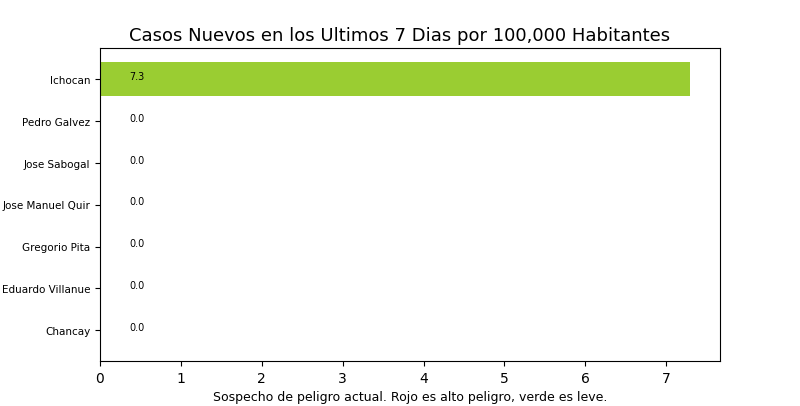 Casos Nuevos en los Ultimos 7 Dias por 100,000 Habitantes
Ichocan 7.3
Pedro Galvez 0.0
Jose Sabogal 0.0
Jose Manuel Quir 0.0
Gregorio Pita 0.0
Eduardo Villanue 0.0
Chancay 0.0
0 1 2 3 4 5 6 7
Sospecho de peligro actual. Rojo es alto peligro, verde es leve.